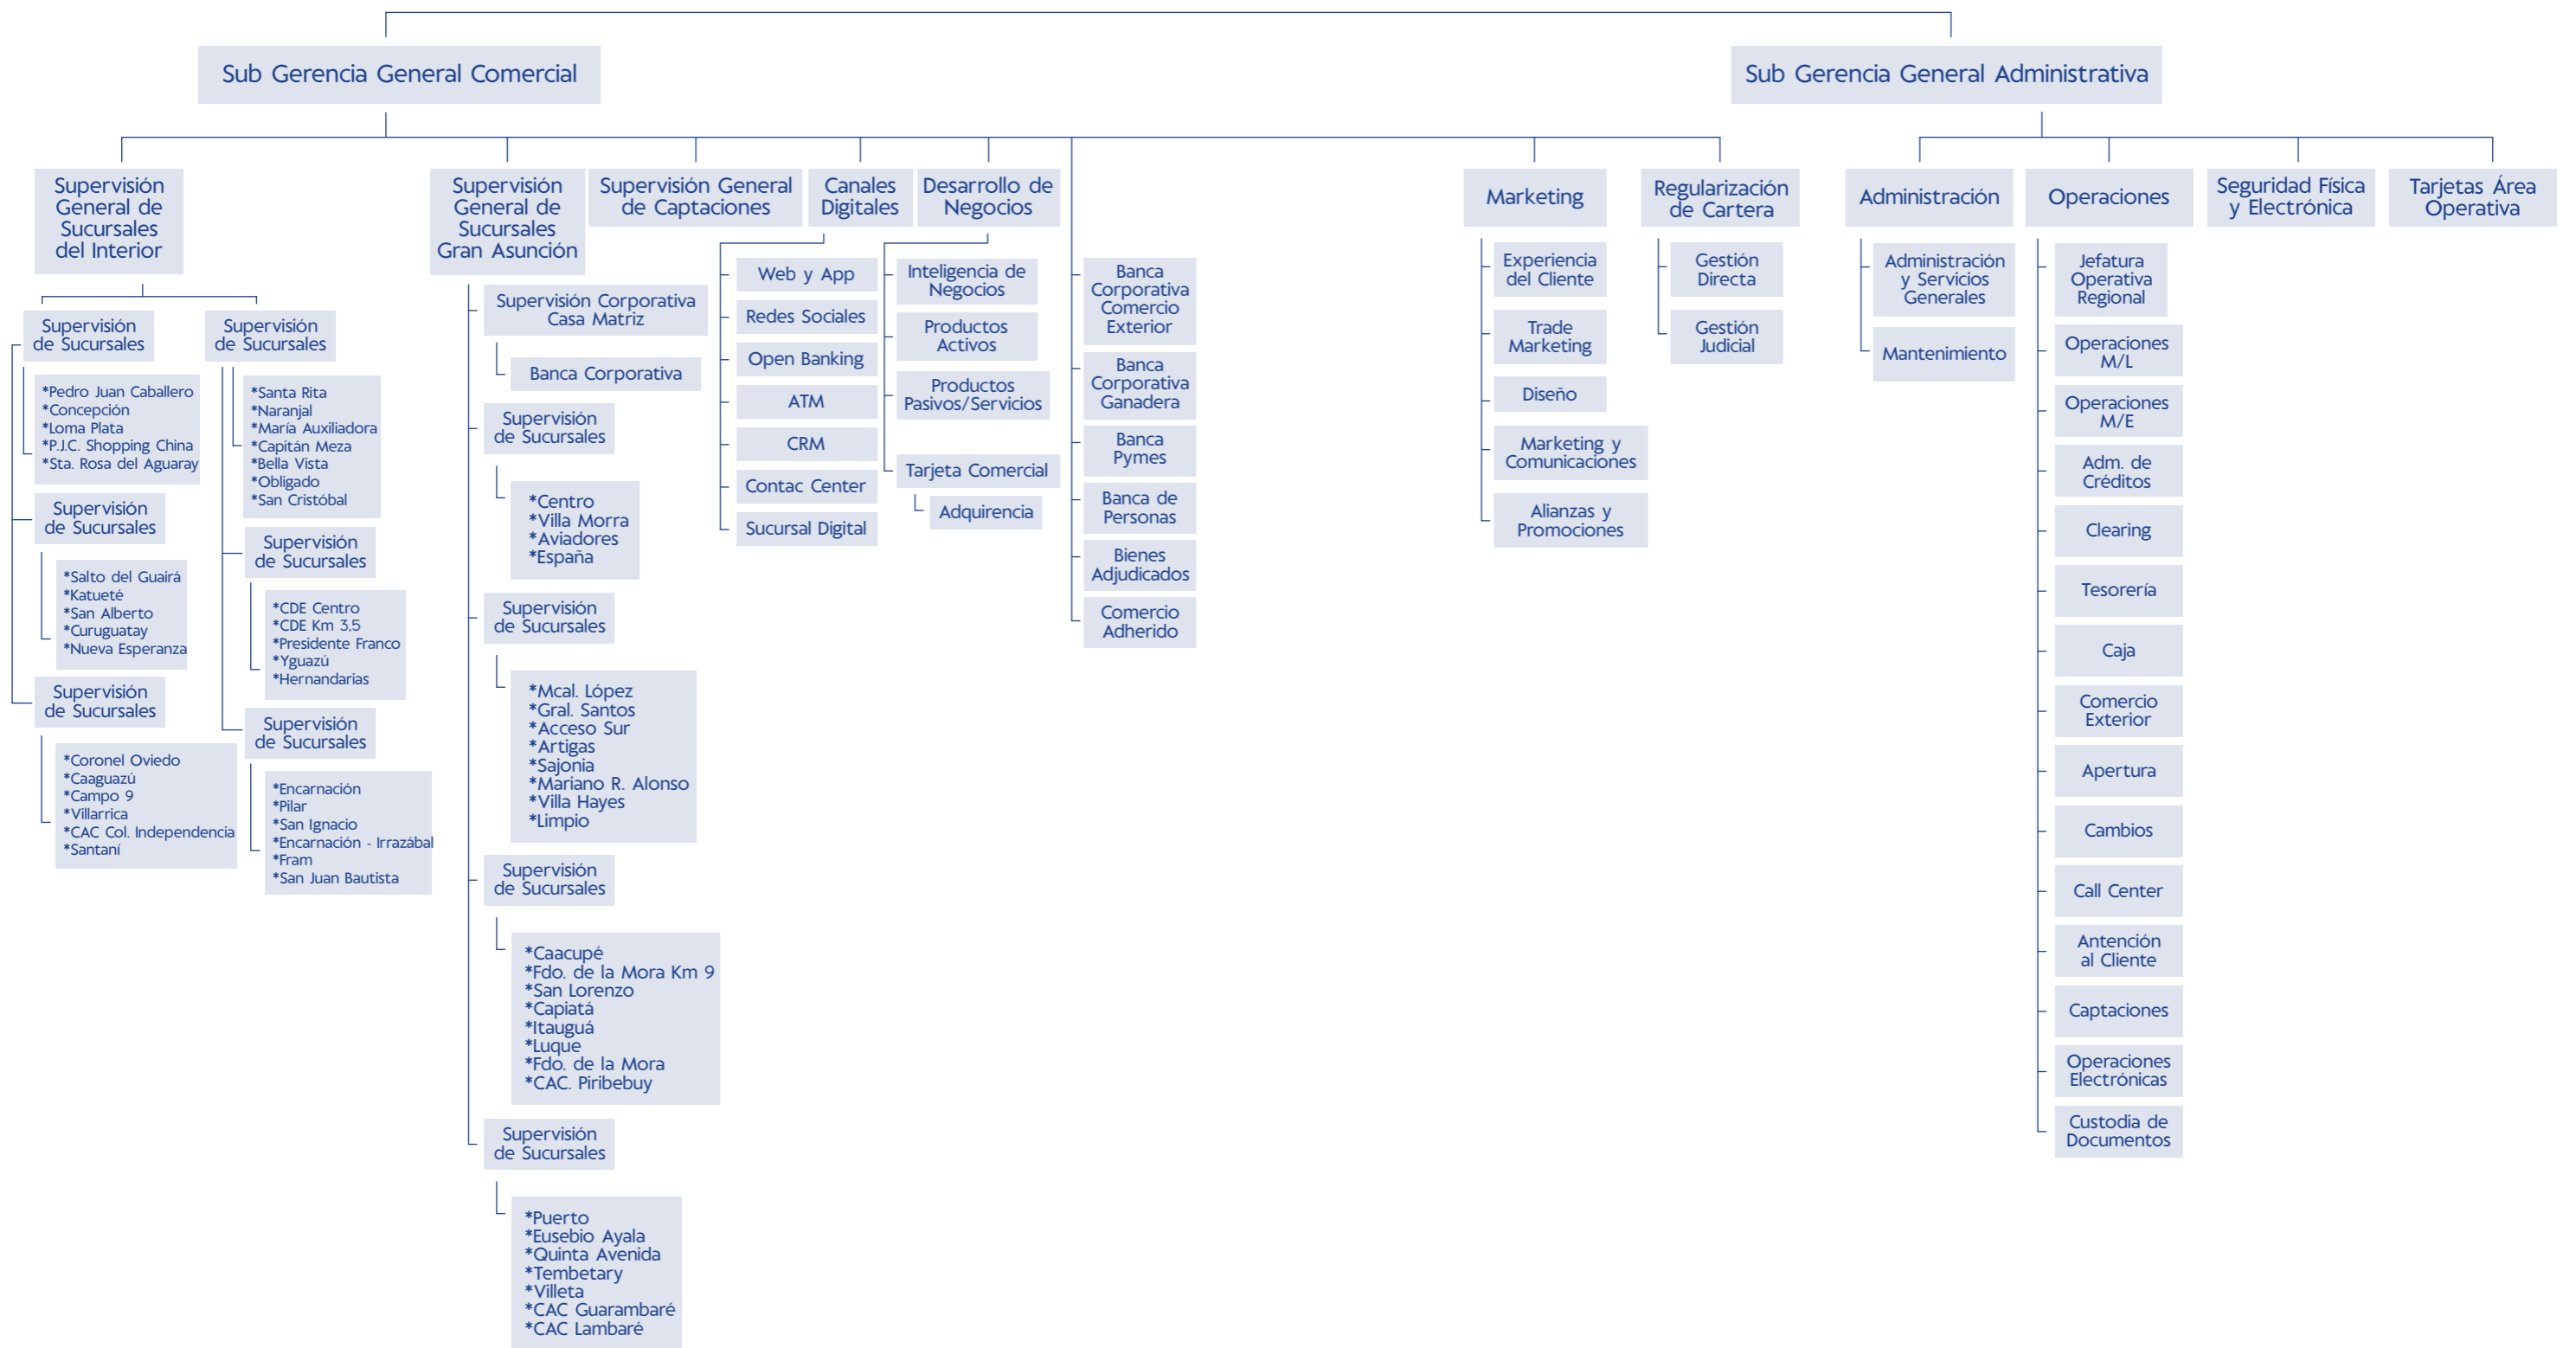 Sub Gerencia General Comercial
Sub Gerencia General Administrativa
Supervisión
General de
Sucursales
del Interior
Supervisión
de Sucursales
*Pedro Juan Caballero
*Concepción
*Loma Plata
*P.J.C. Shopping China
*Sta. Rosa del Aguaray
Supervisión
de Sucursales
*Salto del Guairá
*Katueté
*San Alberto
*Curuguatay
*Nueva Esperanza
Supervisión
de Sucursales
*Coronel Oviedo
*Caaguazú
*Campo 9
*Villarrica
*CAC Col. Independencia
*Santaní
Supervisión
de Sucursales
*Santa Rita
*Naranjal
*María Auxiliadora
*Capitán Meza
*Bella Vista
*Obligado
*San Cristóbal
Supervisión
de Sucursales
*CDE Centro
*CDE Km 3,5
*Presidente Franco
*Yguazú
*Hernandarias
Supervisión
de Sucursales
*Encarnación
*Pilar
*San Ignacio
*Encarnación - Irrazábal
*Fram
*San Juan Bautista
Supervisión
General de
Sucursales
Gran Asunción
Supervisión Corporativa
Casa Matriz
Banca Corporativa
Supervisión
de Sucursales
*Centro
*Villa Morra
*Aviadores
*España
Supervisión
de Sucursales
*Mcal. López
*Gral. Santos
*Acceso Sur
*Artigas
*Sajonia
*Mariano R. Alonso
*Villa Hayes
*Limpio
Supervisión
de Sucursales
*Caacupé
*Fdo. de la Mora Km 9
*San Lorenzo
*Capiatá
*Itauguá
*Luque
*Fdo. de la Mora
*CAC. Piribebuy
Supervisión
de Sucursales
*Puerto
*Eusebio Ayala
*Quinta Avenida
*Tembetary
*Villeta
*CAC Guarambaré
*CAC Lambaré
Supervisión General
de Captaciones
Canales
Digitales
Web y App
Redes Sociales
Open Banking
ATM
CRM
Contac Center
Sucursal Digital
Desarrollo de
Negocios
Inteligencia de
Negocios
Productos
Activos
Productos
Pasivos/Servicios
Tarjeta Comercial
Adquirencia
Banca
Corporativa
Comercio
Exterior
Banca
Corporativa
Ganadera
Banca
Pymes
Banca de
Personas
Bienes
Adjudicados
Comercio
Adherido
Marketing
Experiencia
del Cliente
Trade
Marketing
Diseño
Marketing y
Comunicaciones
Alianzas y
Promociones
Regularización
de Cartera
Gestión
Directa
Gestión
Judicial
Administración
Administración
y Servicios
Generales
Mantenimiento
Operaciones
Jefatura
Operativa
Regional
Operaciones
M/L
Operaciones
M/E
Adm. de
Créditos
Clearing
Tesorería
Caja
Comercio
Exterior
Apertura
Cambios
Call Center
Antención
al Cliente
Captaciones
Operaciones
Electrónicas
Custodia de
Documentos
Seguridad Física
y Electrónica
Tarjetas Área
Operativa